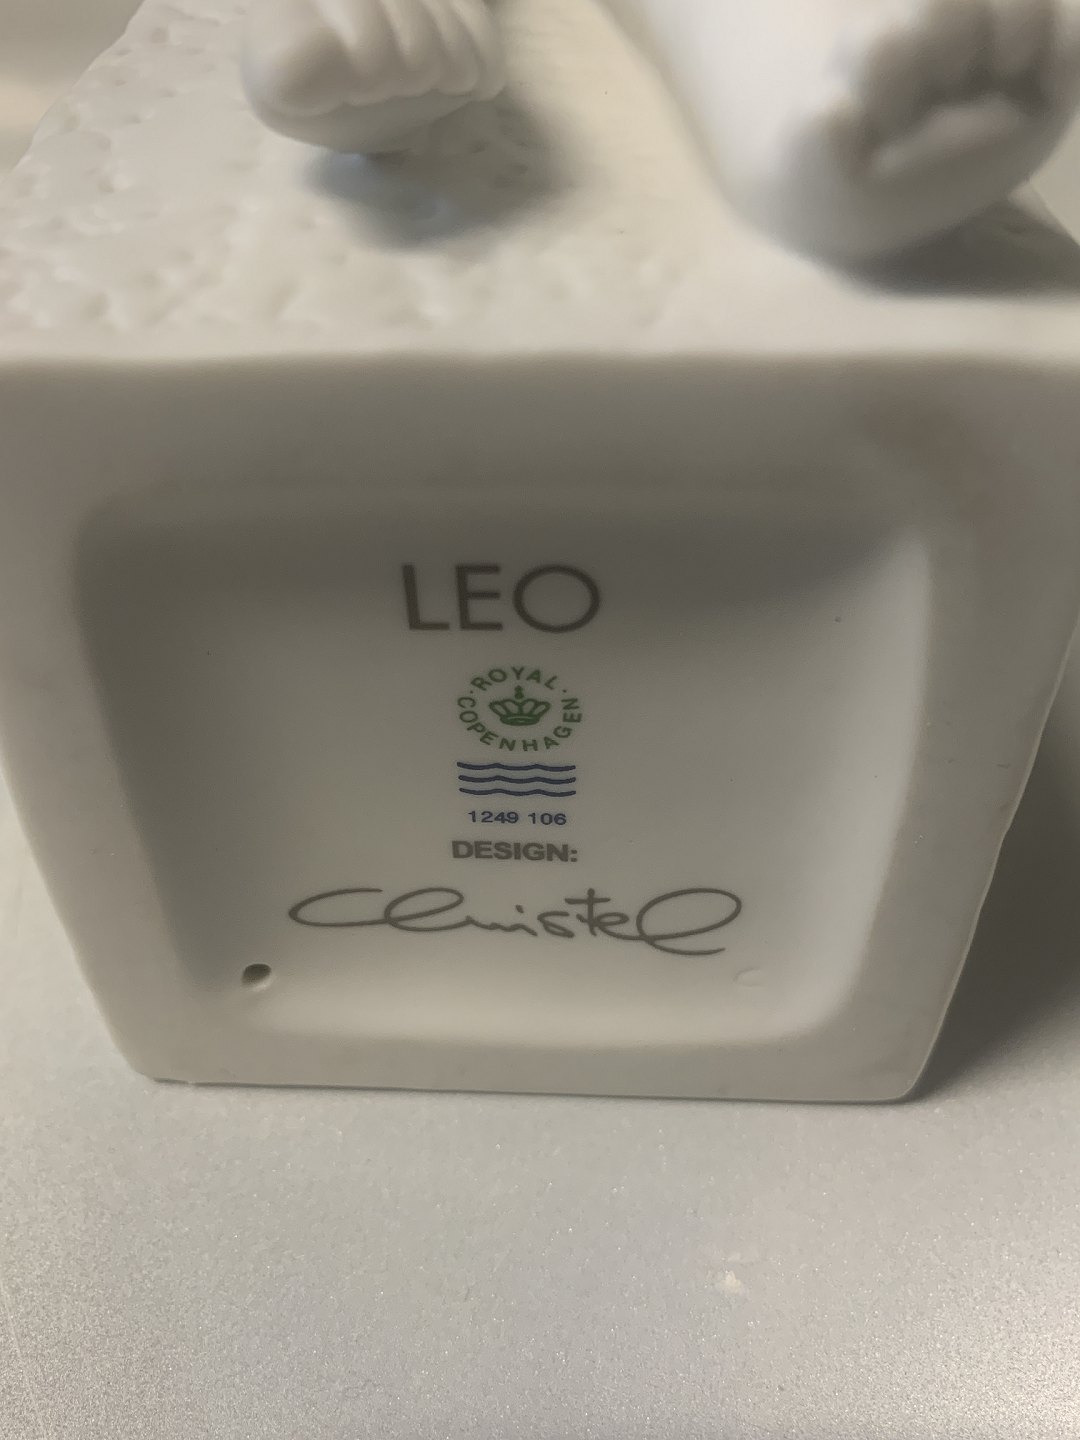 LEO
ROYAL
COPENHAGEN
1249 106
DESIGN:
Christel